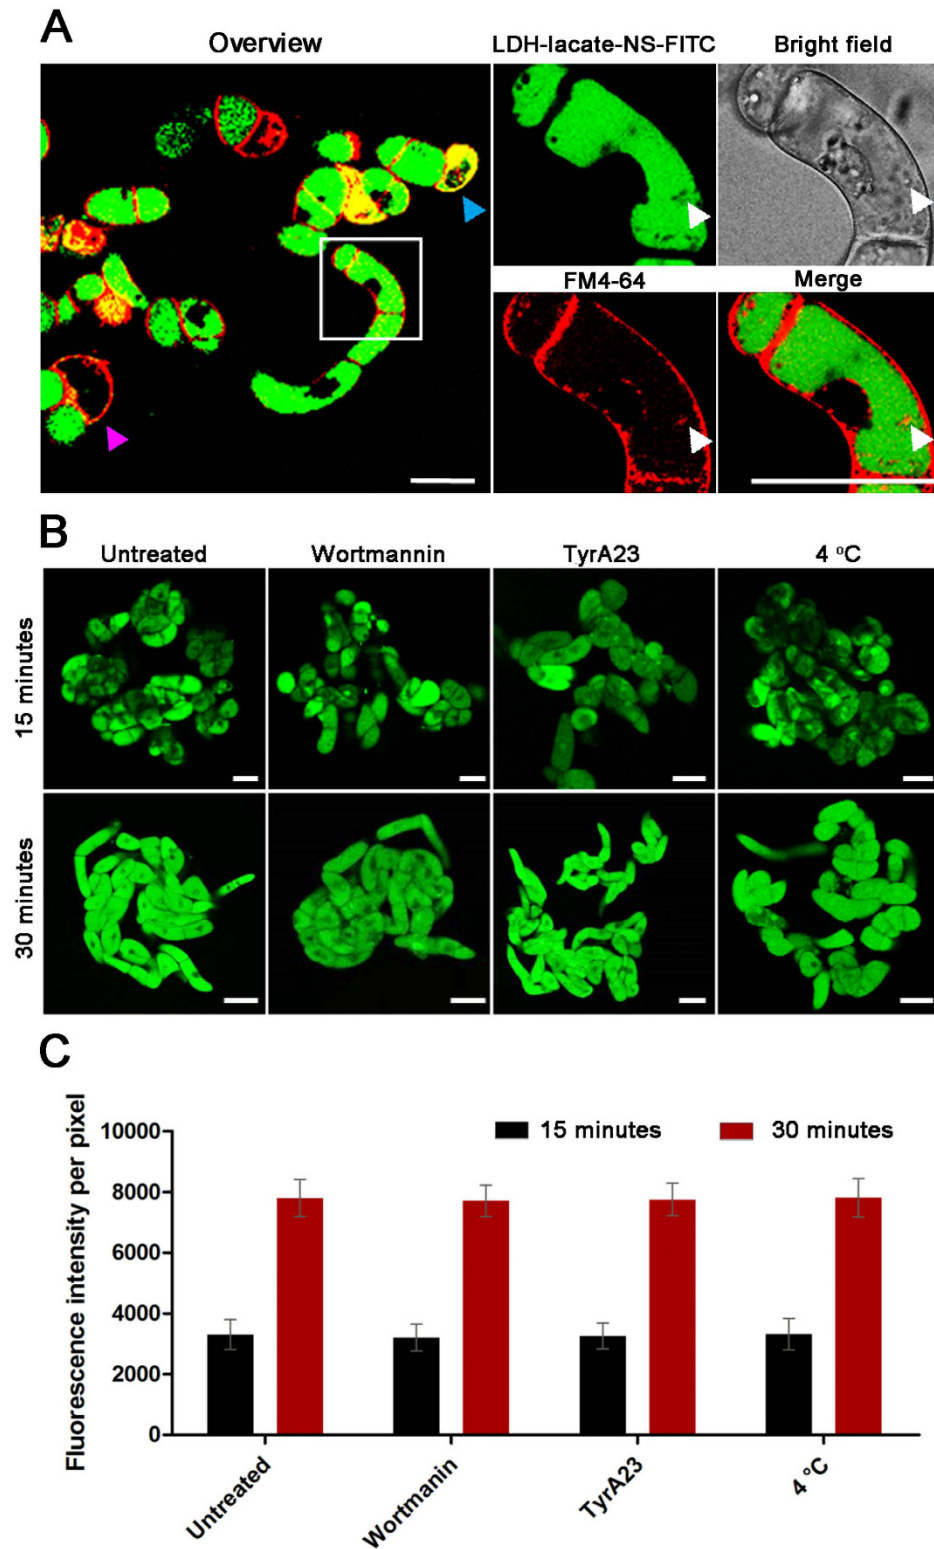 A
Overview
LDH-lacate-NS-FITC
Bright field
FM4-64
Merge
B
Untreated
Wortmannin
TyrA23
4 °C
15 minutes
30 minutes
C
Fluorescence intensity per pixel
15 minutes
30 minutes
10000
8000
6000
4000
2000
0
Untreated
Wortmanin
TyrA23
4 °C